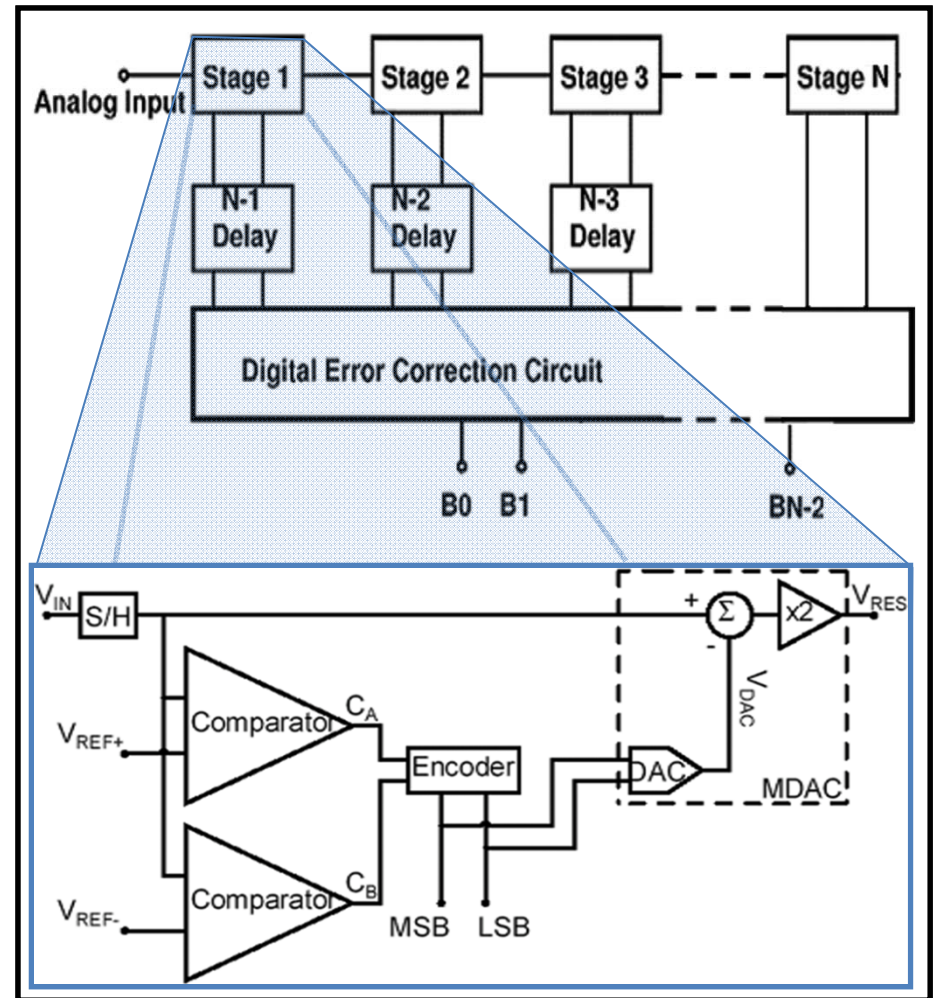 Stage 1
Stage 2
Stage 3
Stage N
Analog Input
N-1
Delay
N-2
Delay
N-3
Delay
Digital Error Correction Circuit
B0
B1
BN-2
VIN
S/H
+
Σ
x2
VRES
-
VDAC
Comparator
CA
VREF+
Encoder
DAC
MDAC
Comparator
CB
VREF-
MSB
LSB